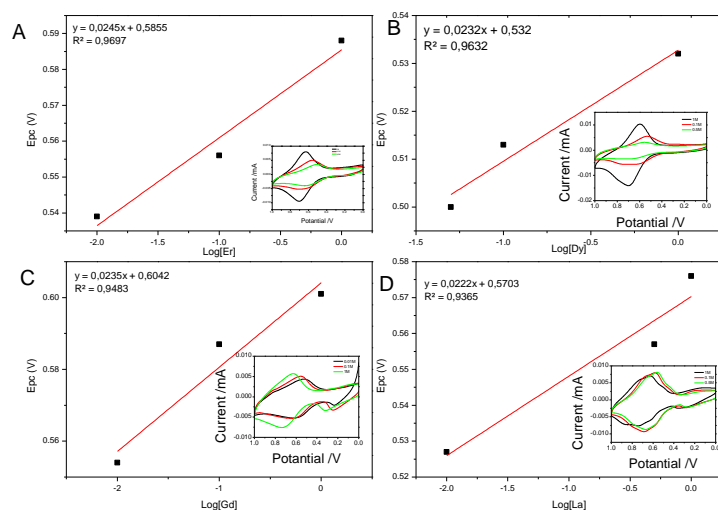 A
y = 0,0245x + 0,5855
R² = 0,9697
Epc (V)
0.59
0.58
0.57
0.56
0.55
0.54
-2.0
-1.5
-1.0
-0.5
0.0
Log[Er]
B
y = 0,0232x + 0,532
R² = 0,9632
Epc (V)
0.54
0.53
0.52
0.51
0.50
-1.5
-1.0
-0.5
0.0
Log[Dy]
Current /mA
0.01
0.00
-0.01
-0.02
1.0
0.8
0.6
0.4
0.2
0.0
Potential /V
1M
0.1M
C
y = 0,0235x + 0,6042
R² = 0,9483
Epc (V)
0.60
0.58
0.56
-2
-1
0
Log[Gd]
Current /mA
0.010
0.005
0.000
-0.005
-0.010
1.0
0.8
0.6
0.4
0.2
0.0
Potential /V
0.01M
0.1M
1M
D
y = 0,0222x + 0,5703
R² = 0,9365
Epc (V)
0.58
0.57
0.56
0.55
0.54
0.53
0.52
-2.0
-1.5
-1.0
-0.5
0.0
Log[La]
Current /mA
0.010
0.005
0.000
-0.005
-0.010
1.0
0.8
0.6
0.4
0.2
0.0
Potential /V
1M
Current /mA
Potential /V